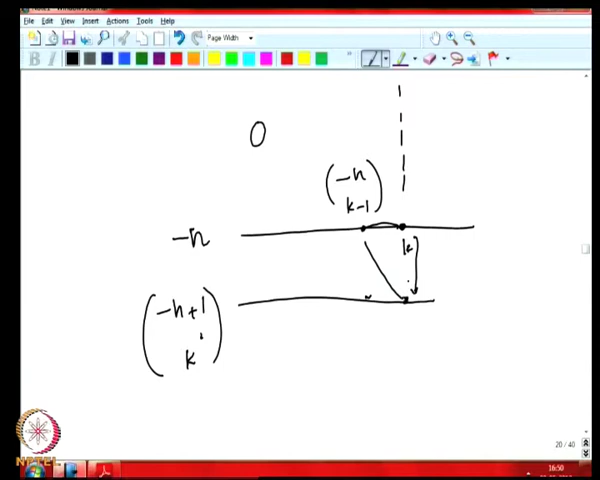 File Edit View Insert Actions Tools Help
Page Width
B I
0
(-n
k-1)
-n
k
(-n+1
k)
20 / 40
NPTEL
16:50